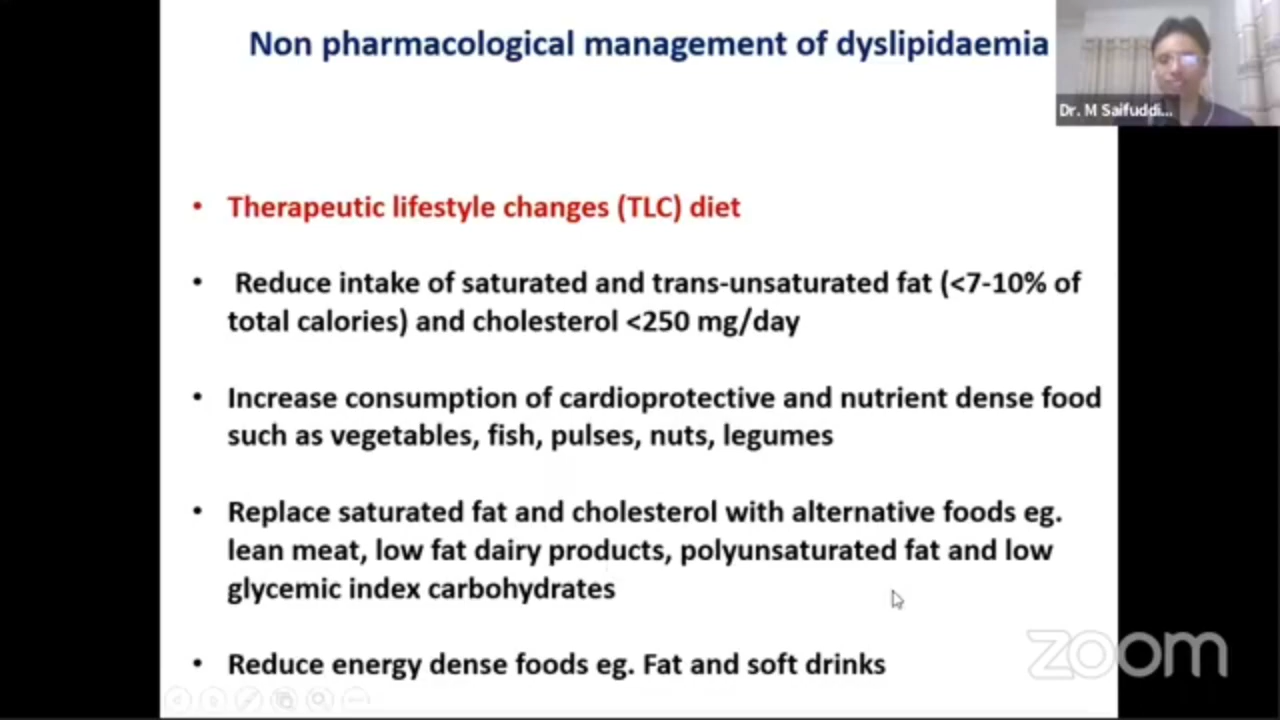 Non pharmacological management of dyslipidaemia
Dr. M Saifuddi...
• Therapeutic lifestyle changes (TLC) diet
• Reduce intake of saturated and trans-unsaturated fat (<7-10% of
total calories) and cholesterol <250 mg/day
• Increase consumption of cardioprotective and nutrient dense food
such as vegetables, fish, pulses, nuts, legumes
• Replace saturated fat and cholesterol with alternative foods eg.
lean meat, low fat dairy products, polyunsaturated fat and low
glycemic index carbohydrates
• Reduce energy dense foods eg. Fat and soft drinks
zoom